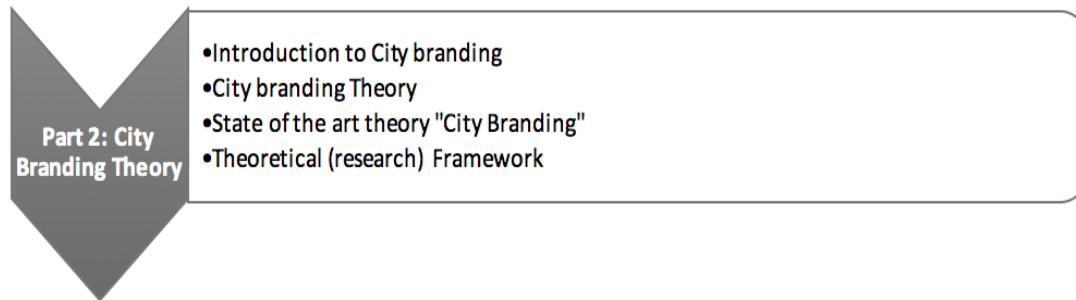 Part 2: City
Branding Theory
•Introduction to City branding
•City branding Theory
•State of the art theory "City Branding"
•Theoretical (research) Framework